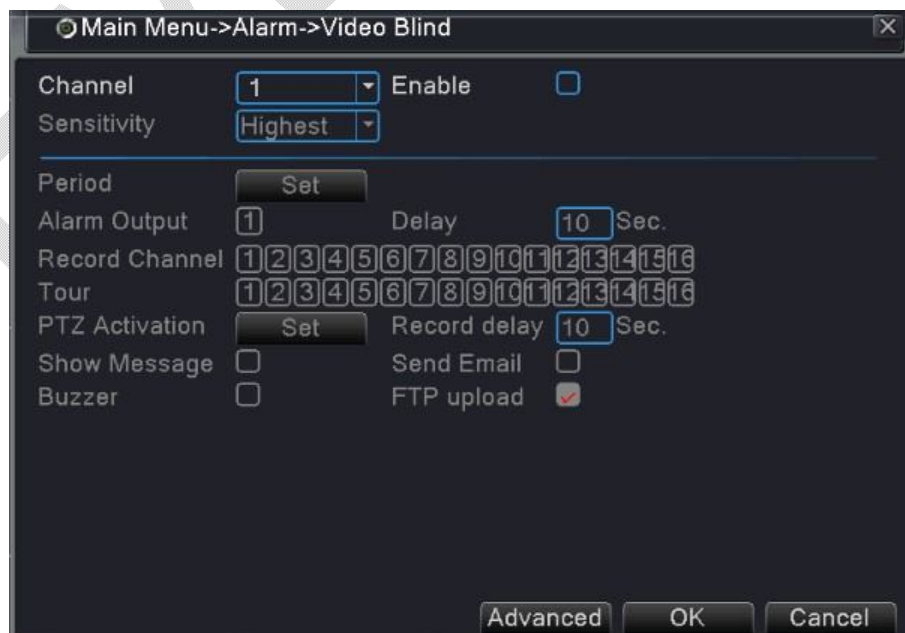 Main Menu->Alarm->Video Blind
Channel 1 Enable
Sensitivity Highest
Period Set
Alarm Output 1 Delay 10 Sec.
Record Channel 1 2 3 4 5 6 7 8 9 10 11 12 13 14 15 16
Tour 1 2 3 4 5 6 7 8 9 10 11 12 13 14 15 16
PTZ Activation Set Record delay 10 Sec.
Show Message Send Email
Buzzer FTP upload
Advanced OK Cancel